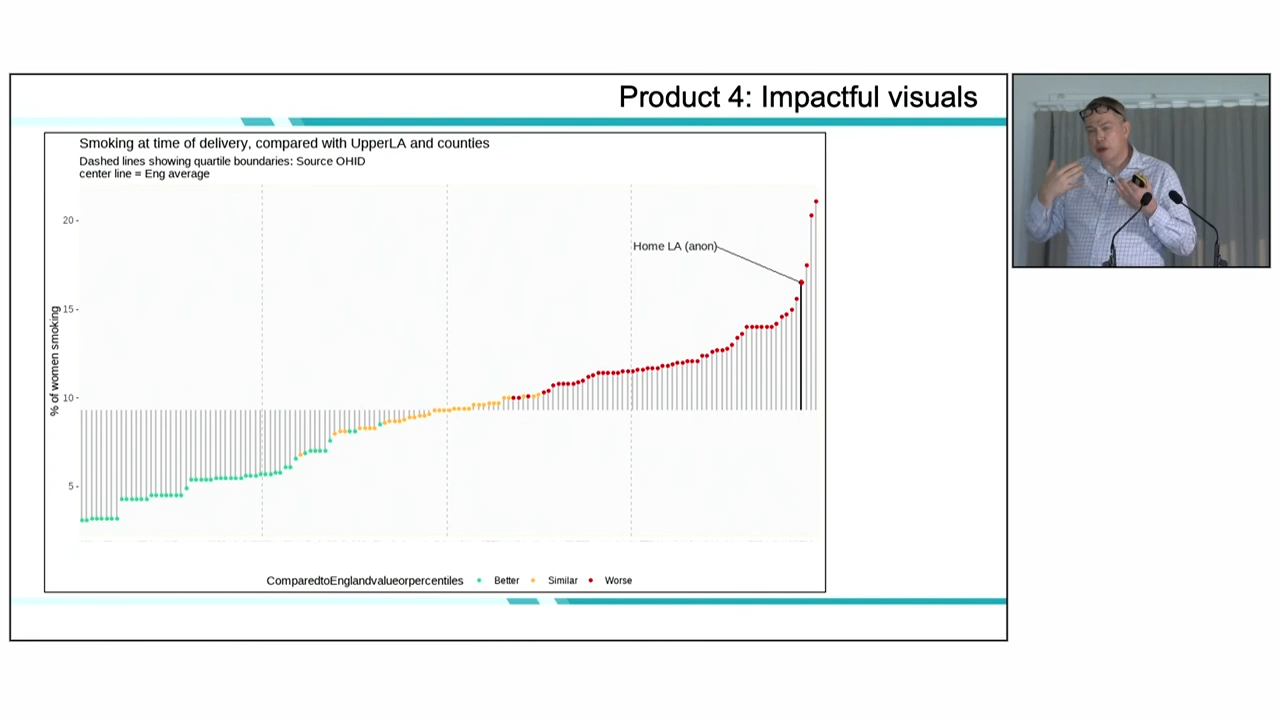 Product 4: Impactful visuals
Smoking at time of delivery, compared with UpperLA and counties
Dashed lines showing quartile boundaries: Source OHID
center line = Eng average
% of women smoking
20
15
10
5
Home LA (anon)
ComparedtoEnglandvalueorpercentiles Better Similar Worse